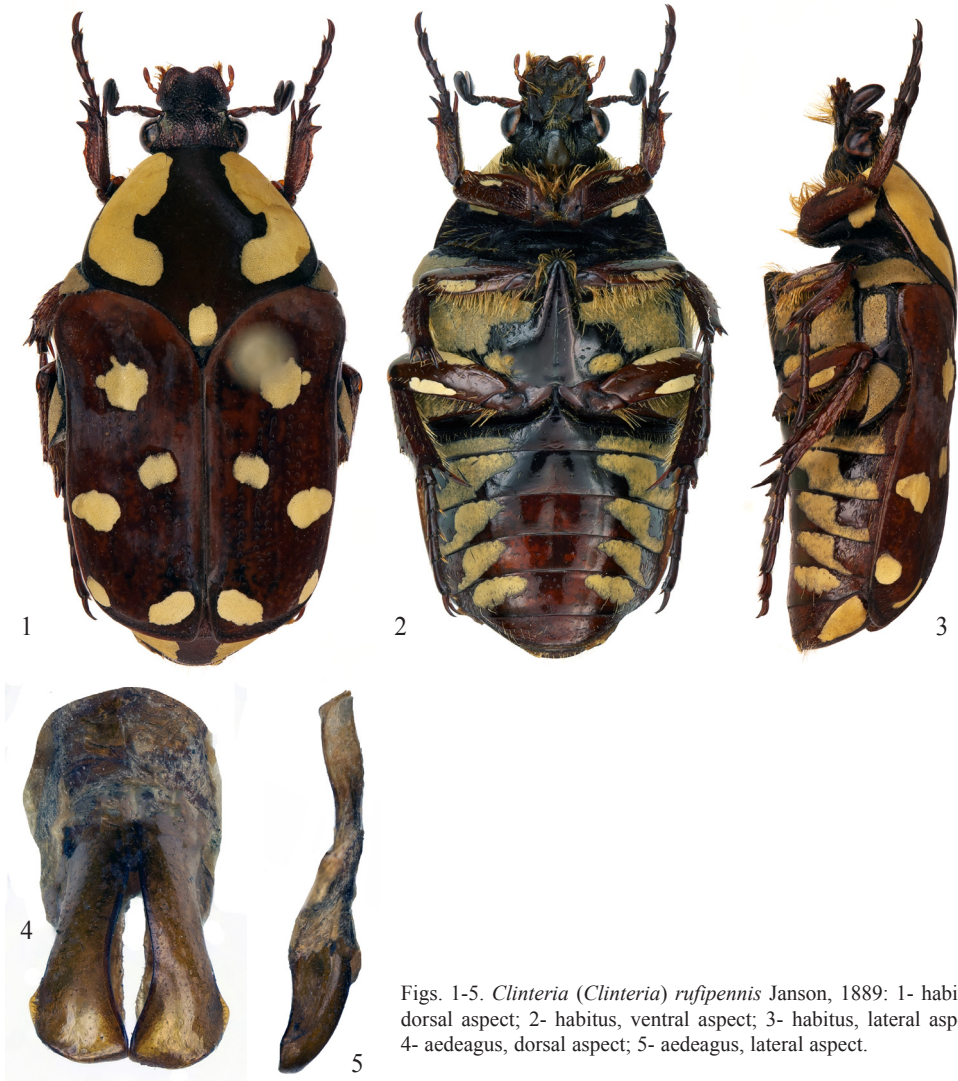 1
2
3
4
5
Figs. 1-5. Clinteria (Clinteria) rufipennis Janson, 1889: 1- habi
dorsal aspect; 2- habitus, ventral aspect; 3- habitus, lateral asp
4- aedeagus, dorsal aspect; 5- aedeagus, lateral aspect.